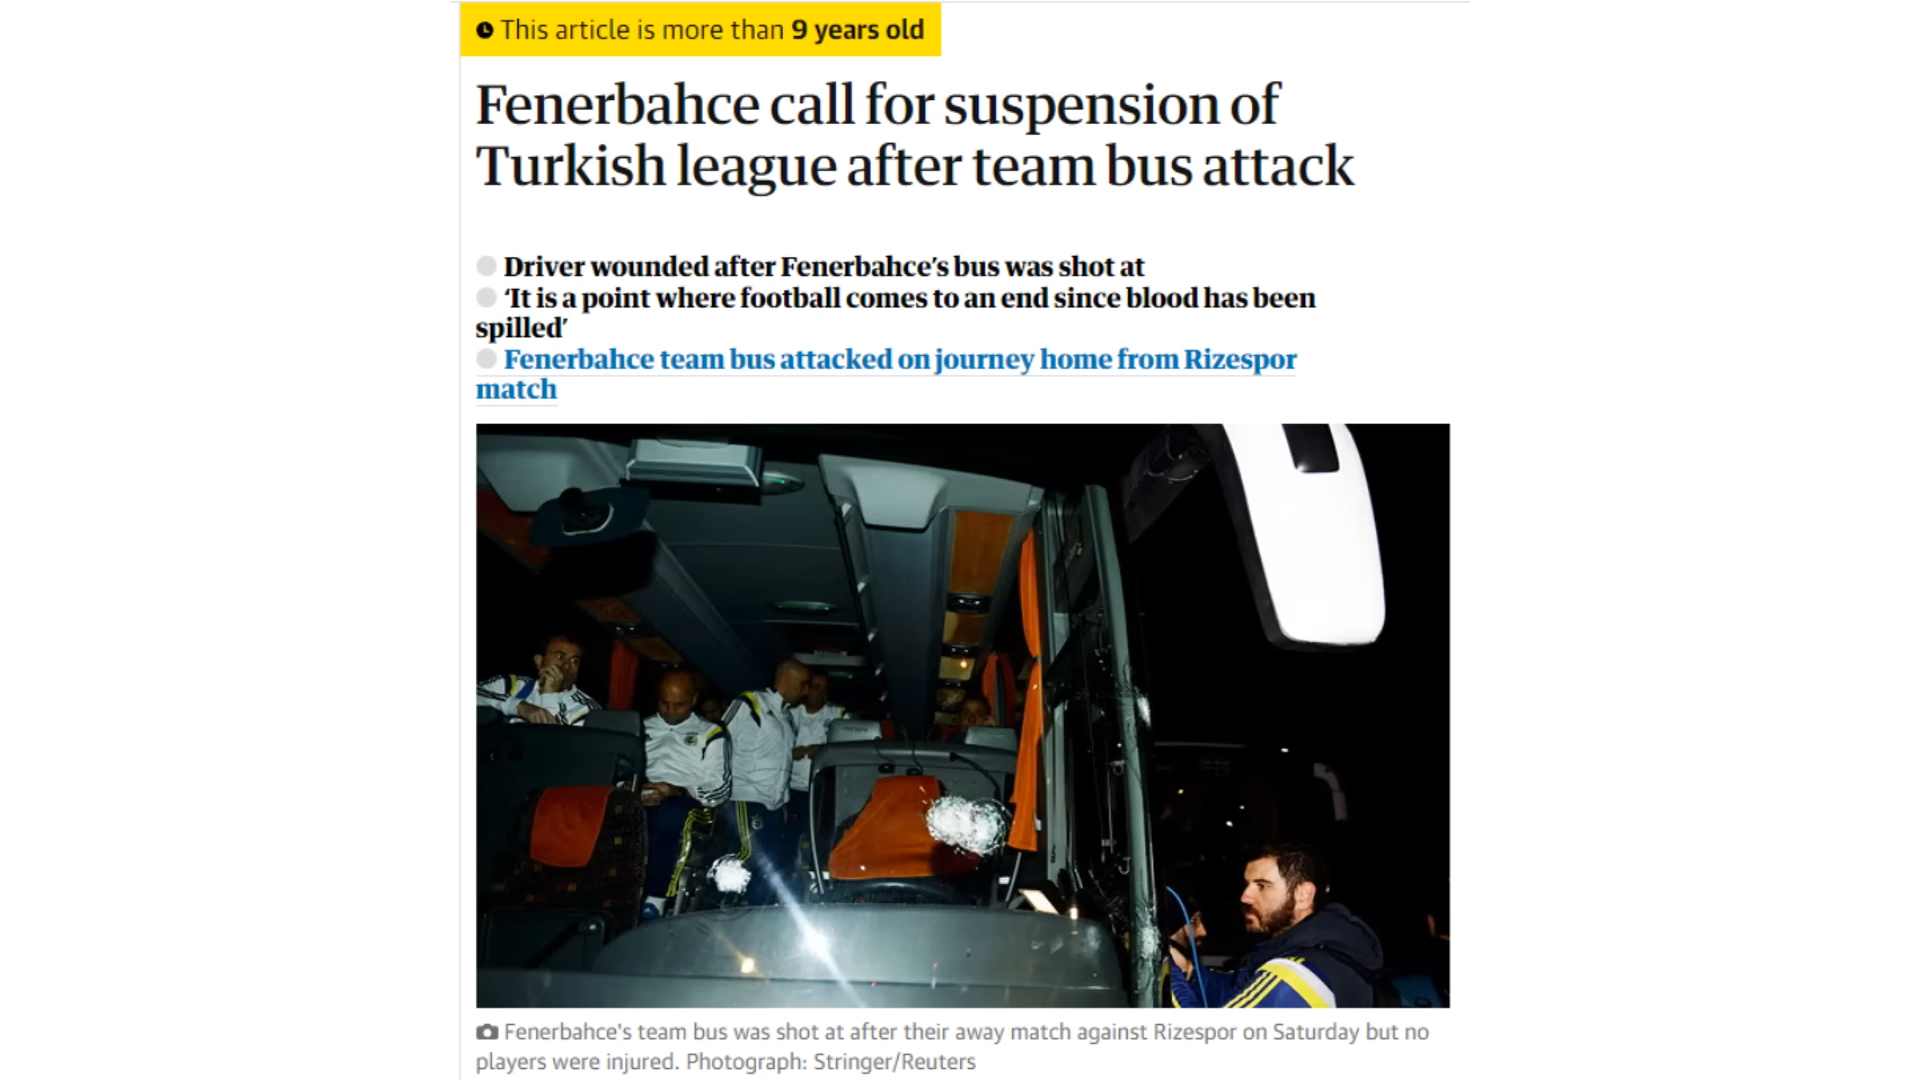 This article is more than 9 years old
Fenerbahce call for suspension of
Turkish league after team bus attack
Driver wounded after Fenerbahce’s bus was shot at
‘It is a point where football comes to an end since blood has been
spilled’
Fenerbahce team bus attacked on journey home from Rizespor
match
Fenerbahce's team bus was shot at after their away match against Rizespor on Saturday but no
players were injured. Photograph: Stringer/Reuters